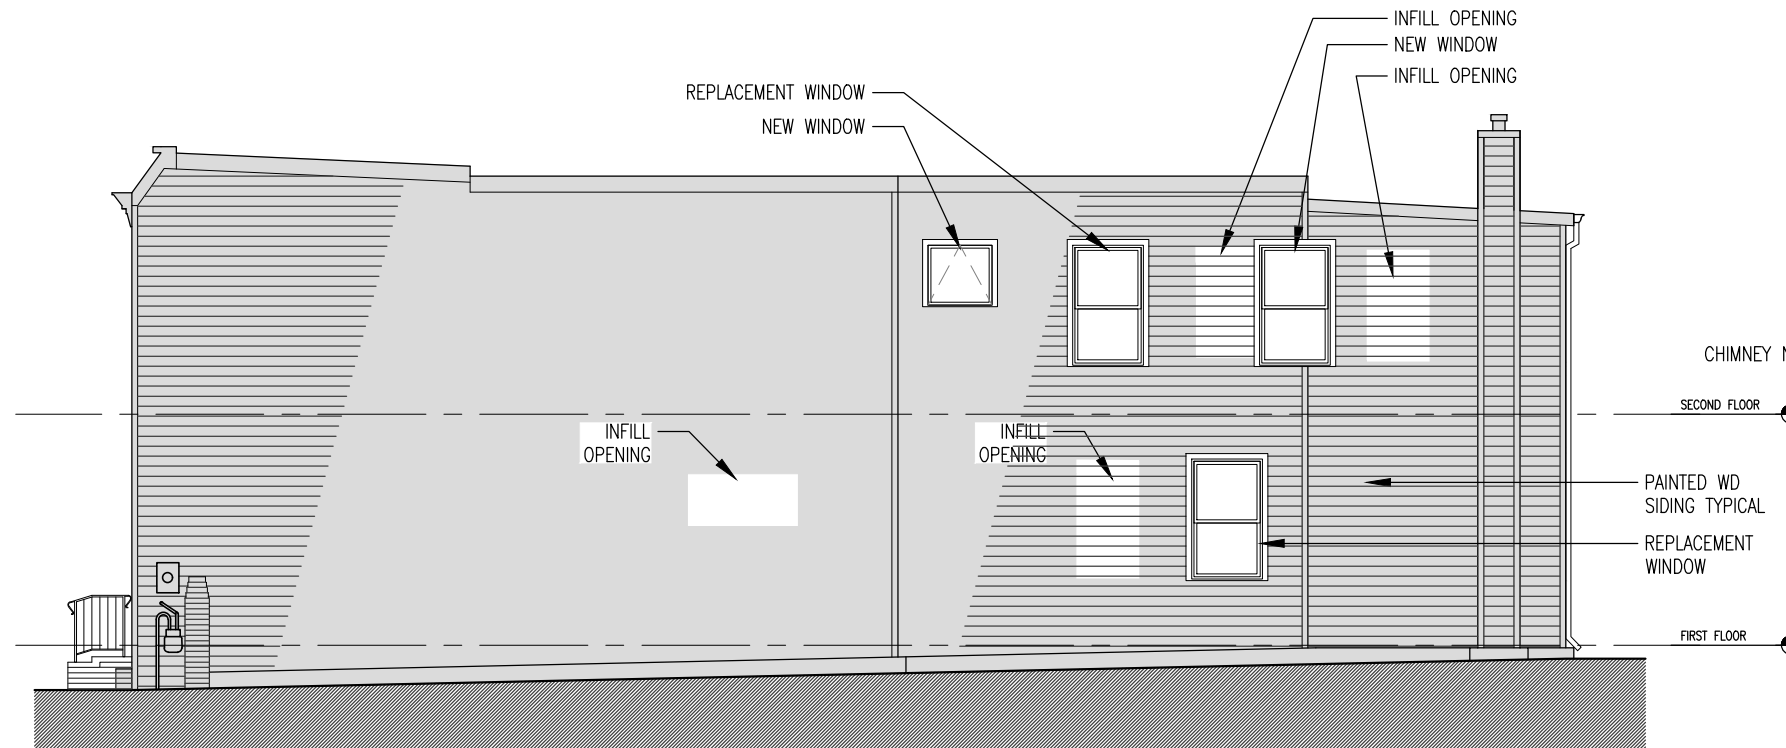 INFILL OPENING
NEW WINDOW
INFILL OPENING
REPLACEMENT WINDOW
NEW WINDOW
CHIMNEY
SECOND FLOOR
INFILL
OPENING
INFILL
OPENING
PAINTED WD
SIDING TYPICAL
REPLACEMENT
WINDOW
FIRST FLOOR